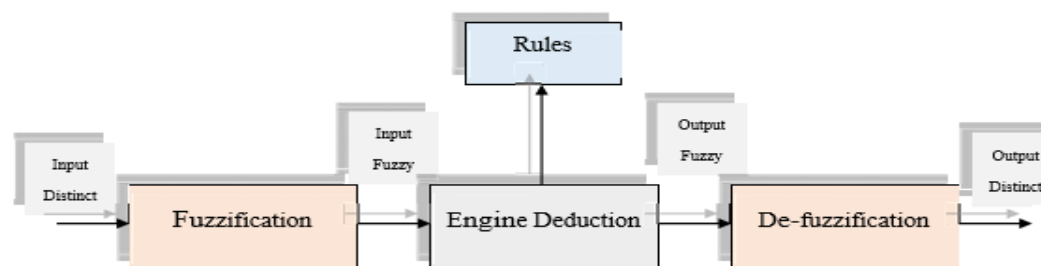 Rules
Input
Distinct
Fuzzification
Input
Fuzzy
Engine Deduction
Output
Fuzzy
De-fuzzification
Output
Distinct